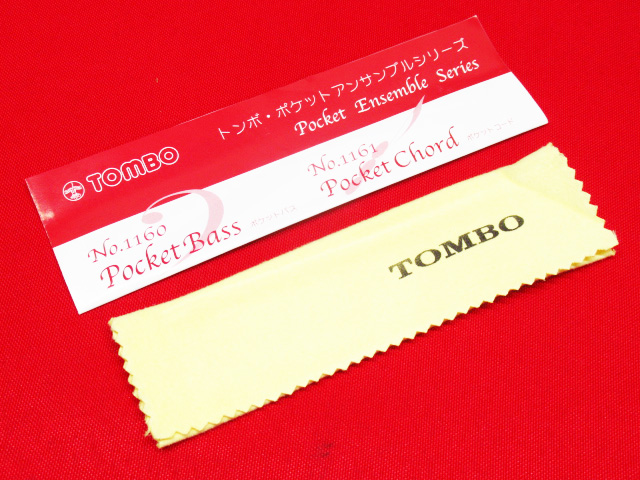 トンボ・ポケットアンサンブルシリーズ
Pocket Ensemble Series
TOMBO
No.1161
Pocket Chord ポケットコード
No.1160
Pocket Bass ポケットバス
TOMBO